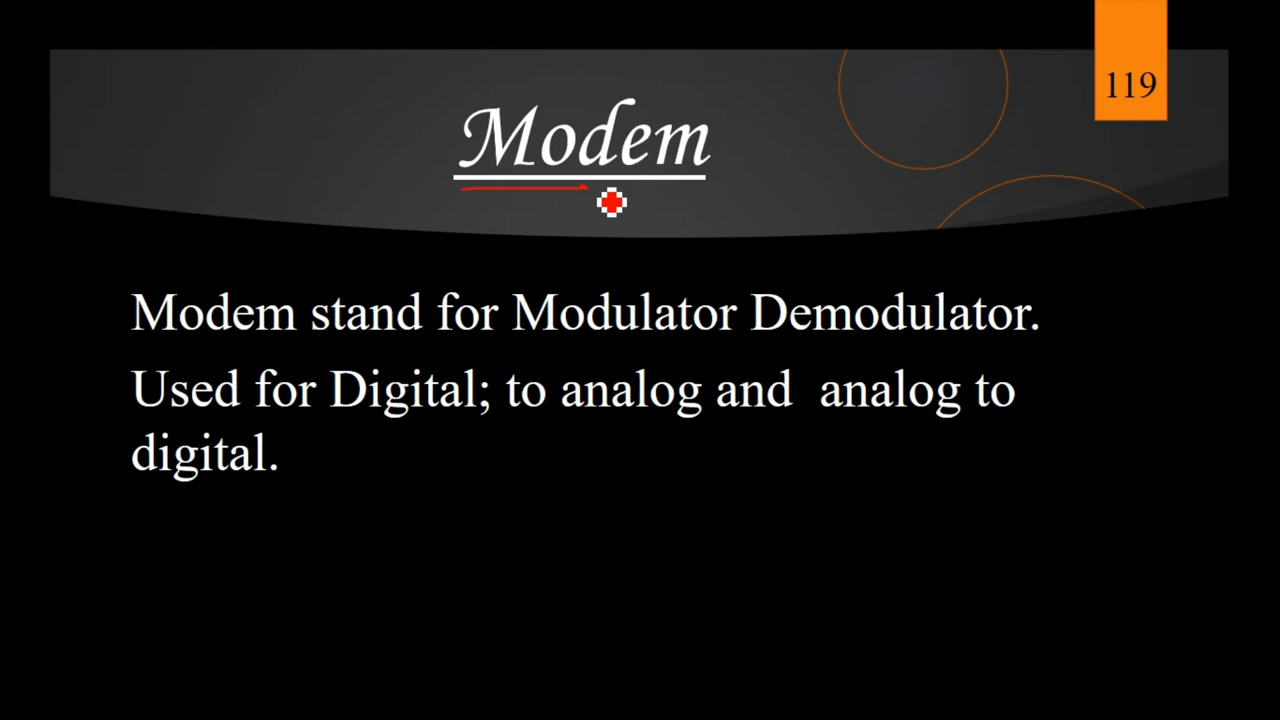 119
Modem
Modem stand for Modulator Demodulator.
Used for Digital; to analog and  analog to
digital.